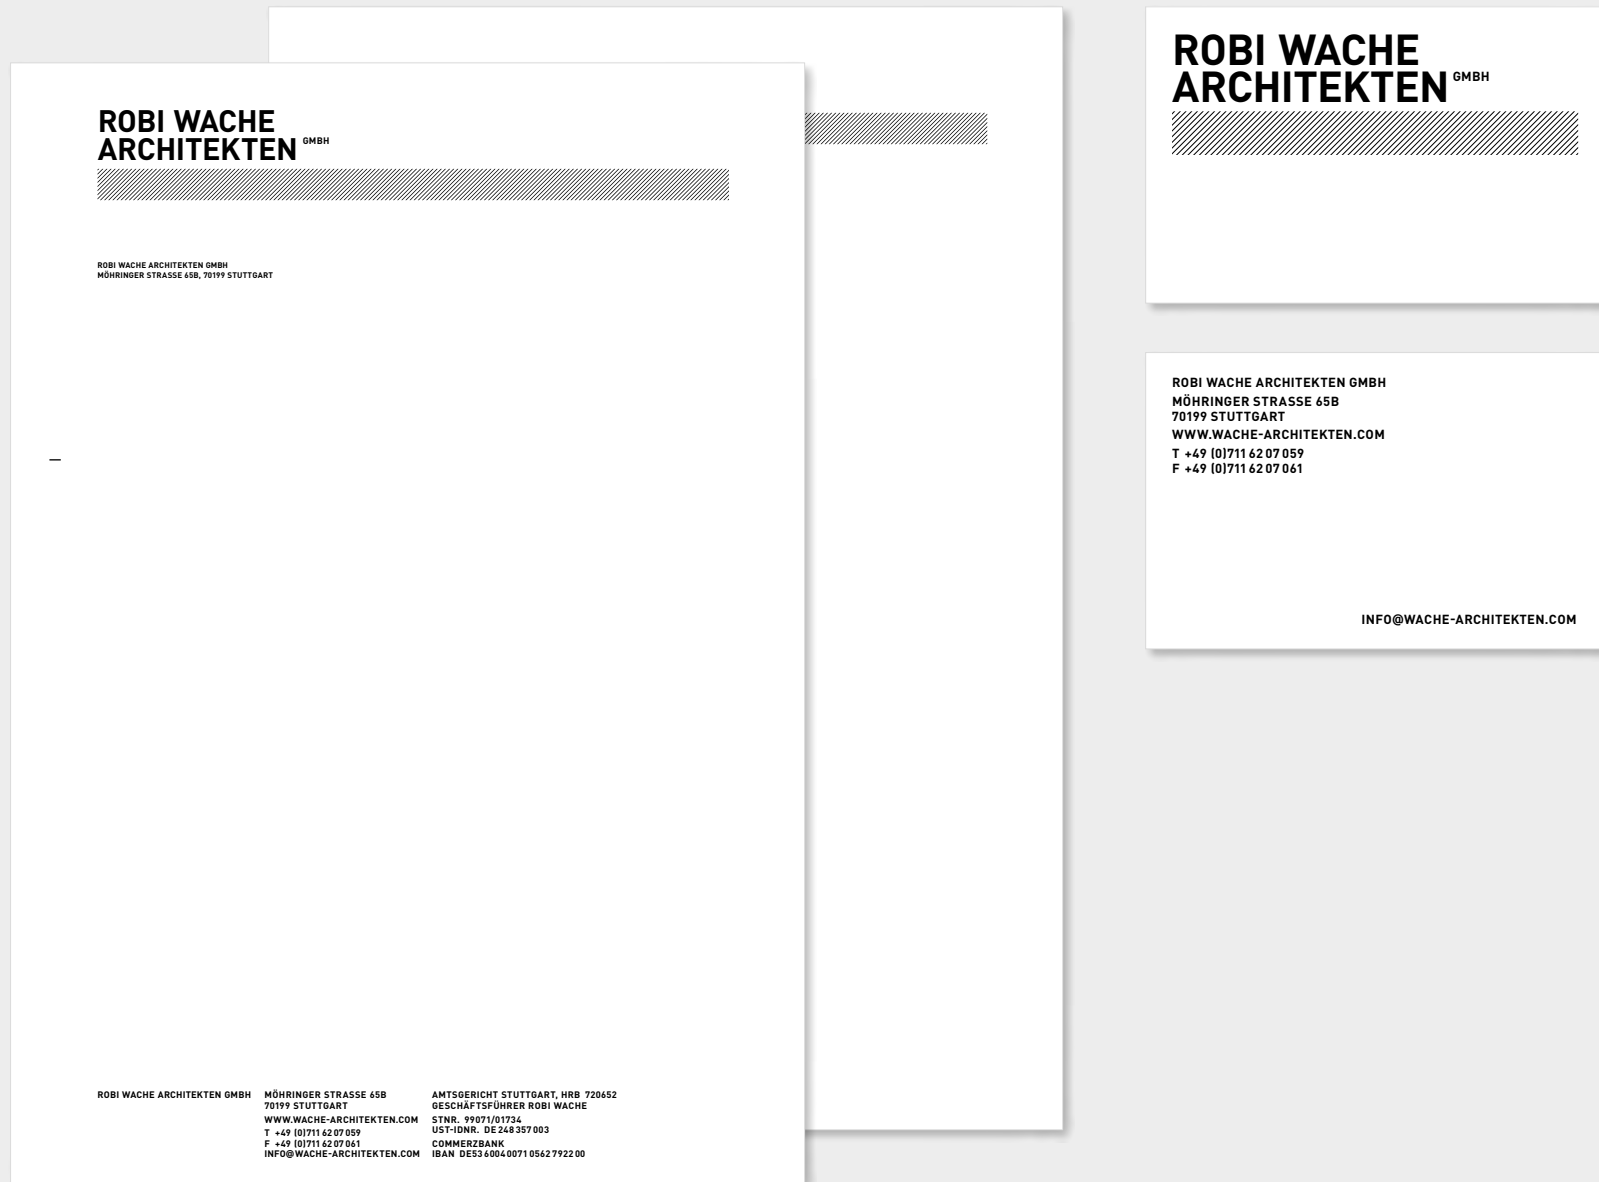 ROBI WACHE
ARCHITEKTEN GMBH
ROBI WACHE ARCHITEKTEN GMBH
MÖHRINGER STRASSE 65B, 70199 STUTTGART
—
ROBI WACHE ARCHITEKTEN GMBH
MÖHRINGER STRASSE 65B
70199 STUTTGART
WWW.WACHE-ARCHITEKTEN.COM
T +49 (0)711 62 07 059
F +49 (0)711 62 07 061
INFO@WACHE-ARCHITEKTEN.COM
AMTSGERICHT STUTTGART, HRB 720652
GESCHÄFTSFÜHRER ROBI WACHE
STNR. 99071/01734
UST-IDNR. DE 248 357 003
COMMERZBANK
IBAN DE53 6004 0071 0562 7922 00
ROBI WACHE
ARCHITEKTEN GMBH
ROBI WACHE ARCHITEKTEN GMBH
MÖHRINGER STRASSE 65B
70199 STUTTGART
WWW.WACHE-ARCHITEKTEN.COM
T +49 (0)711 62 07 059
F +49 (0)711 62 07 061
INFO@WACHE-ARCHITEKTEN.COM